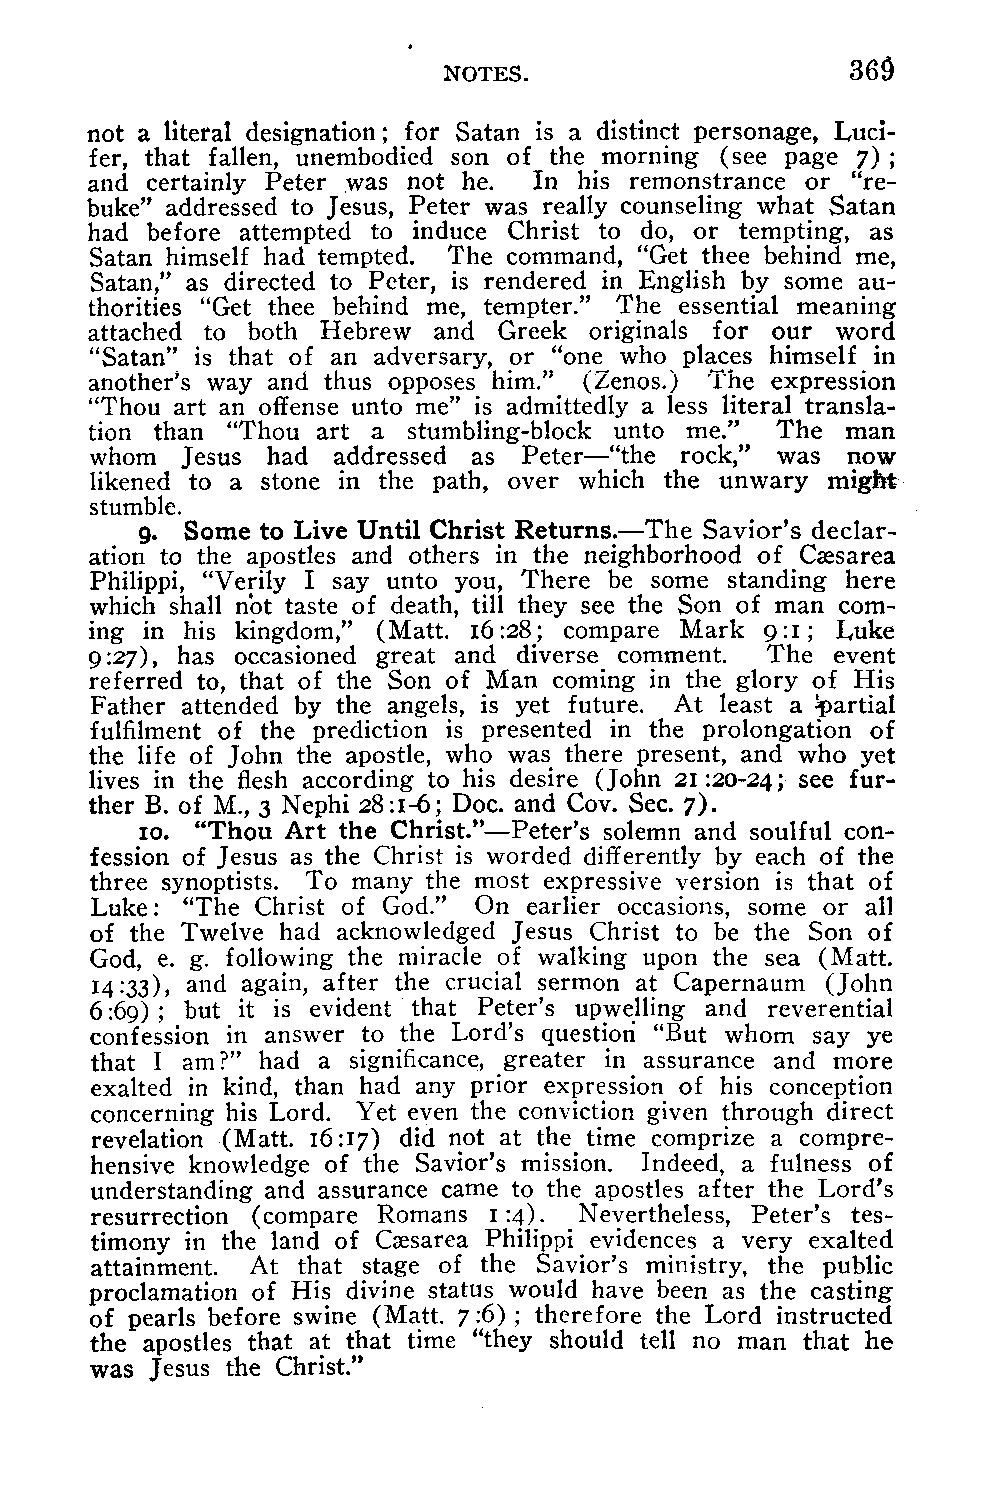 NOTES. 369
not a literal designation; for Satan is a distinct personage, Luci-
fer, that fallen, unembodied son of the morning (see page 7);
and certainly Peter was not he. In his remonstrance or “re-
buke” addressed to Jesus, Peter was really counseling what Satan
had before attempted to induce Christ to do, or tempting, as
Satan himself had tempted. The command, “Get thee behind me,
Satan,” as directed to Peter, is rendered in English by some au-
thorities “Get thee behind me, tempter.” The essential meaning
attached to both Hebrew and Greek originals for our word
“Satan” is that of an adversary, or “one who places himself in
another’s way and thus opposes him.” (Zenos.) The expression
“Thou art an offense unto me” is admittedly a less literal transla-
tion than “Thou art a stumbling-block unto me.” The man
whom Jesus had addressed as Peter—“the rock,” was now
likened to a stone in the path, over which the unwary might
stumble.
9. Some to Live Until Christ Returns.—The Savior’s declar-
ation to the apostles and others in the neighborhood of Cæsarea
Philippi, “Verily I say unto you, There be some standing here
which shall not taste of death, till they see the Son of man com-
ing in his kingdom,” (Matt. 16:28; compare Mark 9:1; Luke
9:27), has occasioned great and diverse comment. The event
referred to, that of the Son of Man coming in the glory of His
Father attended by the angels, is yet future. At least a partial
fulfilment of the prediction is presented in the prolongation of
the life of John the apostle, who was there present, and who yet
lives in the flesh according to his desire (John 21:20-24; see fur-
ther B. of M., 3 Nephi 28:1-6; Doc. and Cov. Sec. 7).
10. “Thou Art the Christ.”—Peter’s solemn and soulful con-
fession of Jesus as the Christ is worded differently by each of the
three synoptists. To many the most expressive version is that of
Luke: “The Christ of God.” On earlier occasions, some or all
of the Twelve had acknowledged Jesus Christ to be the Son of
God, e. g. following the miracle of walking upon the sea (Matt.
14:33), and again, after the crucial sermon at Capernaum (John
6:69); but it is evident that Peter’s upwelling and reverential
confession in answer to the Lord’s question “But whom say ye
that I am?” had a significance, greater in assurance and more
exalted in kind, than had any prior expression of his conception
concerning his Lord. Yet even the conviction given through direct
revelation (Matt. 16:17) did not at the time comprize a compre-
hensive knowledge of the Savior’s mission. Indeed, a fulness of
understanding and assurance came to the apostles after the Lord’s
resurrection (compare Romans 1:4). Nevertheless, Peter’s tes-
timony in the land of Cæsarea Philippi evidences a very exalted
attainment. At that stage of the Savior’s ministry, the public
proclamation of His divine status would have been as the casting
of pearls before swine (Matt. 7:6); therefore the Lord instructed
the apostles that at that time “they should tell no man that he
was Jesus the Christ.”